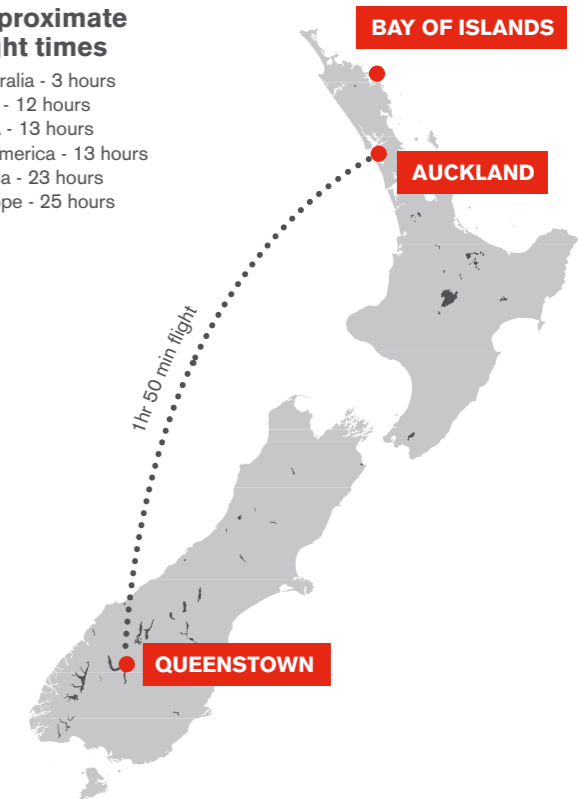 proximate
ght times
ralia - 3 hours
- 12 hours
- 13 hours
merica - 13 hours
sa - 23 hours
pe - 25 hours
BAY OF ISLANDS
AUCKLAND
1hr 50 min flight
QUEENSTOWN